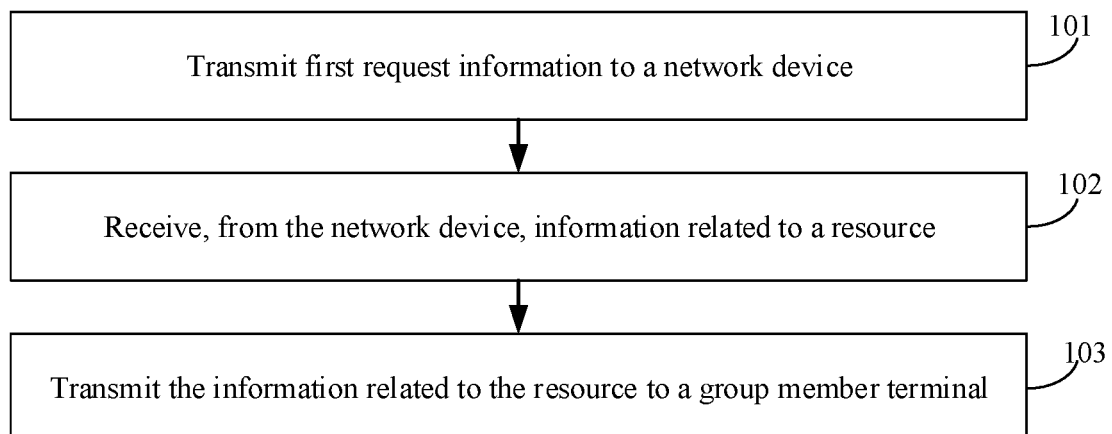 101
Transmit first request information to a network device
102
Receive, from the network device, information related to a resource
103
Transmit the information related to the resource to a group member terminal